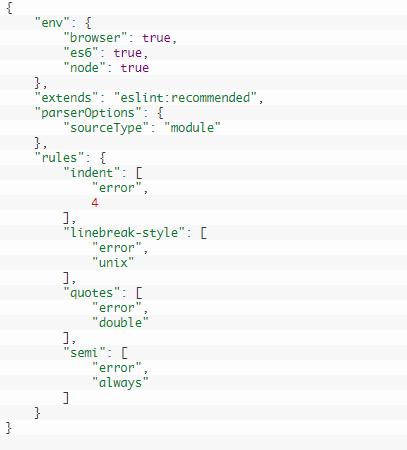 {
    "env": {
        "browser": true,
        "es6": true,
        "node": true
    },
    "extends": "eslint:recommended",
    "parserOptions": {
        "sourceType": "module"
    },
    "rules": {
        "indent": [
            "error",
            4
        ],
        "linebreak-style": [
            "error",
            "unix"
        ],
        "quotes": [
            "error",
            "double"
        ],
        "semi": [
            "error",
            "always"
        ]
    }
}